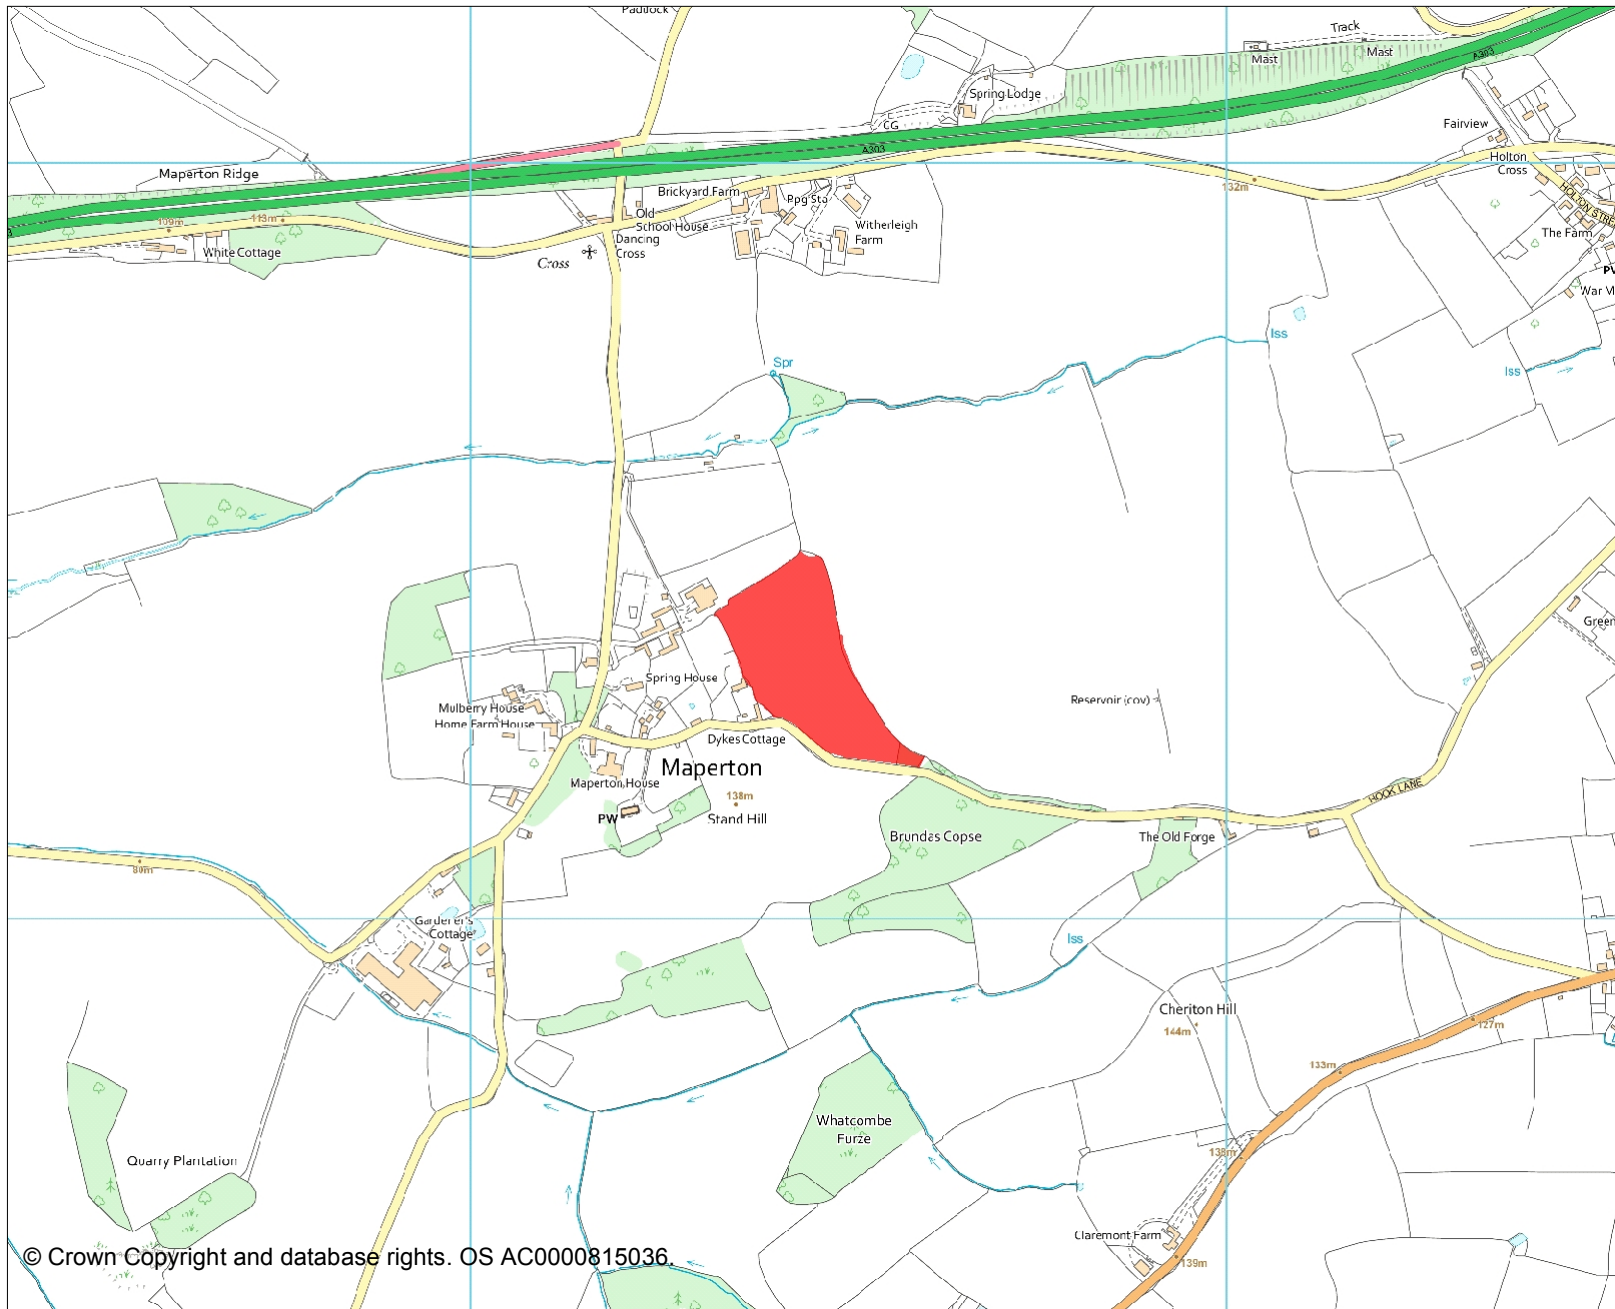 Paddock
Track
Mast
Mast
A303
Spring Lodge
CG
A303
Fairview
Holton
Cross
Maperton Ridge
132m
Brickyard Farm
Ppg Sta
HOLTON STRE
109m
113m
Old
School House
Witherleigh
Farm
Dancing
Cross
Cross
White Cottage
The Farm
PW
War M
3
Iss
Spr
Iss
Green
Spring House
Reservoir (cov)
Mulberry House
Home Farm House
Dykes Cottage
Maperton
Maperton House
138m
Stand Hill
PW
HOOK LANE
Brundas Copse
The Old Forge
80m
Gardener's
Cottage
Iss
Cheriton Hill
144m
127m
133m
Whatcombe
Furze
138m
Quarry Plantation
Claremont Farm
139m
© Crown Copyright and database rights. OS AC0000815036.